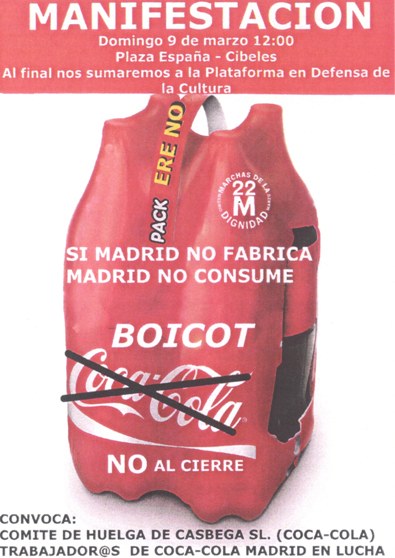 MANIFESTACION
Domingo 9 de marzo 12:00
Plaza España - Cibeles
Al final nos sumaremos a la Plataforma en Defensa de
la Cultura
PACK ERE NO
MARCHAS DE LA
22
M
DIGNIDAD
SI MADRID NO FABRICA
MADRID NO CONSUME
BOICOT
Coca-Cola
NO AL CIERRE
CONVOCA:
COMITE DE HUELGA DE CASBEGA SL. (COCA-COLA)
TRABAJADOR@S DE COCA-COLA MADRID EN LUCHA